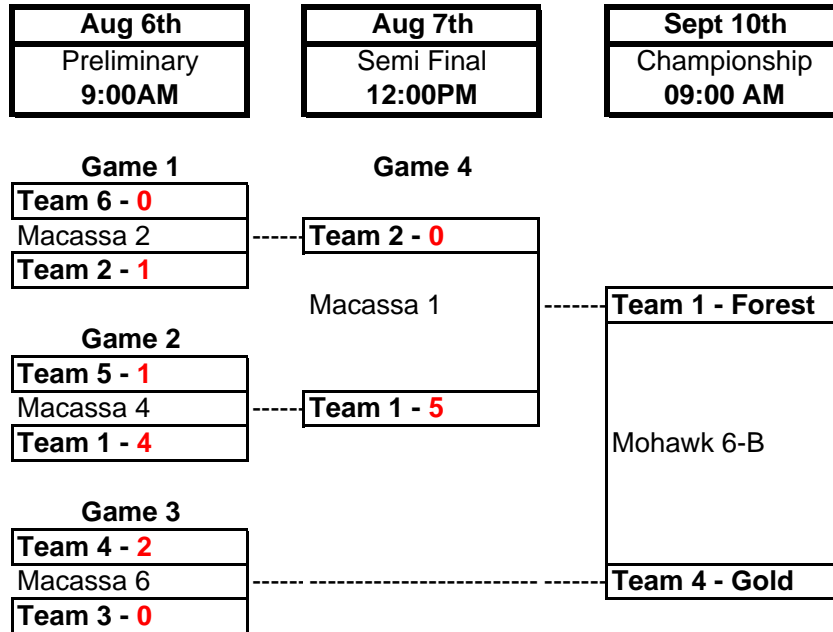 Aug 6th
Preliminary
9:00AM
Aug 7th
Semi Final
12:00PM
Sept 10th
Championship
09:00 AM
Game 1
Team 6 - 0
Macassa 2
Team 2 - 1
Game 2
Team 5 - 1
Macassa 4
Team 1 - 4
Game 3
Team 4 - 2
Macassa 6
Team 3 - 0
Game 4
Team 2 - 0
Macassa 1
Team 1 - 5
Team 1 - Forest
Mohawk 6-B
Team 4 - Gold